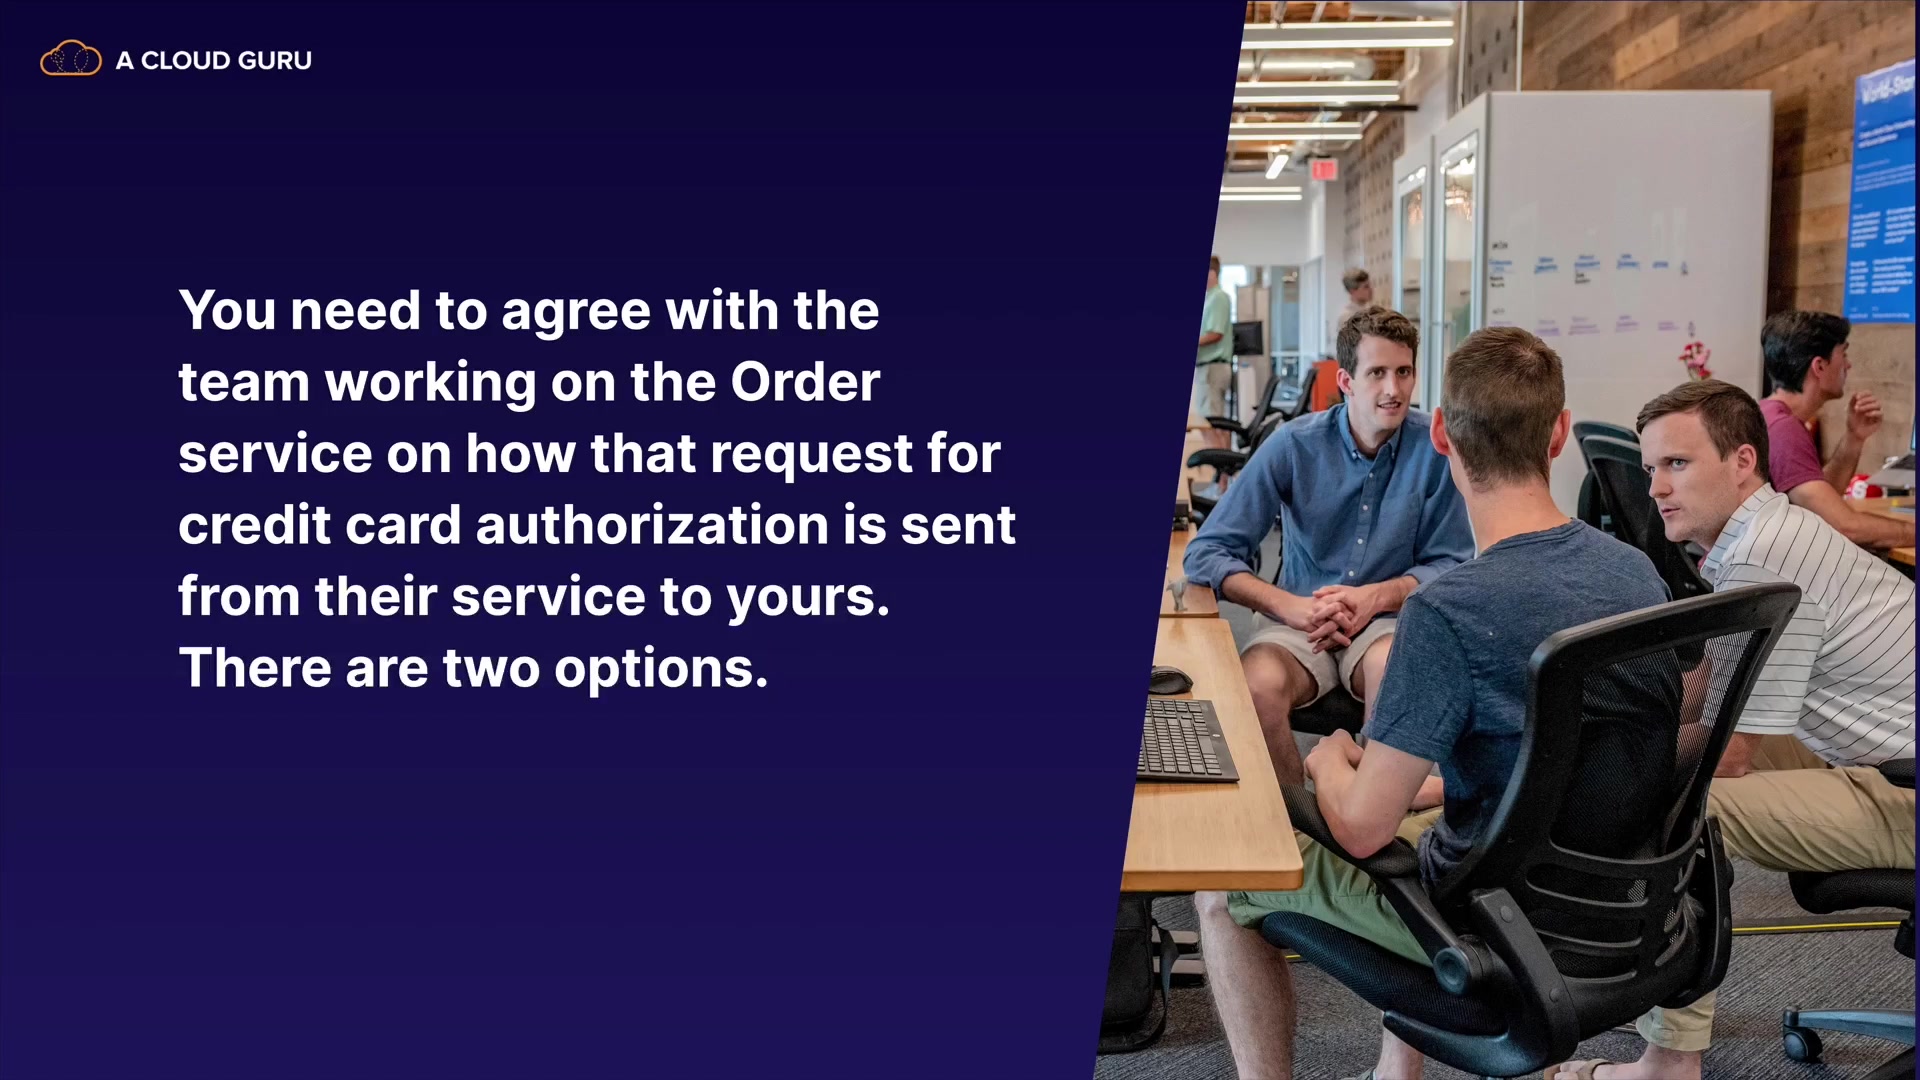 A CLOUD GURU
You need to agree with the
team working on the Order
service on how that request for
credit card authorization is sent
from their service to yours.
There are two options.